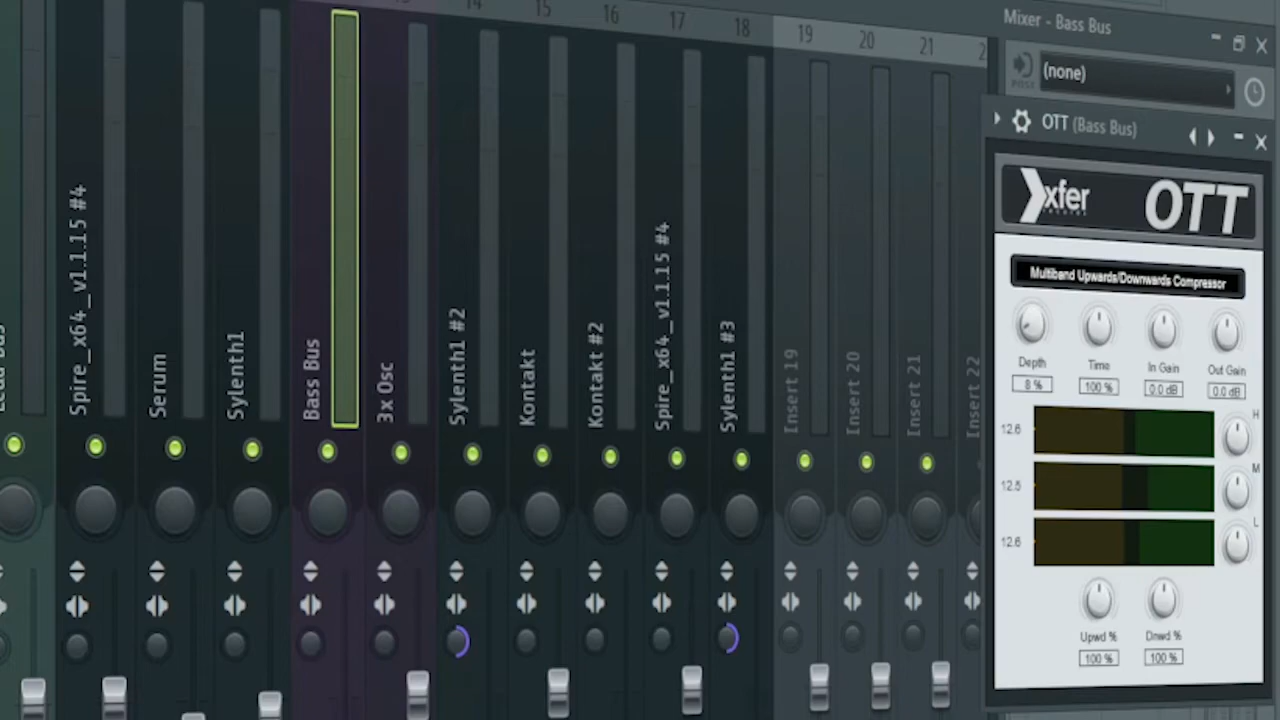 14 15 16 17 18 19 20 21
Mixer - Bass Bus
(none)
POST
OTT (Bass Bus)
xfer
OTT
Multiband Upwards/Downwards Compressor
Depth Time In Gain Out Gain
8 % 100 % 0.0 dB 0.0 dB
H
12.6
M
12.5
L
12.6
Upwd % Dnwd %
100 % 100 %
Spire_x64_v1.1.15 #4
Serum
Sylenth1
Bass Bus
3x Osc
Sylenth1 #2
Kontakt
Kontakt #2
Spire_x64_v1.1.15 #4
Sylenth1 #3
Insert 19
Insert 20
Insert 21
Insert 22